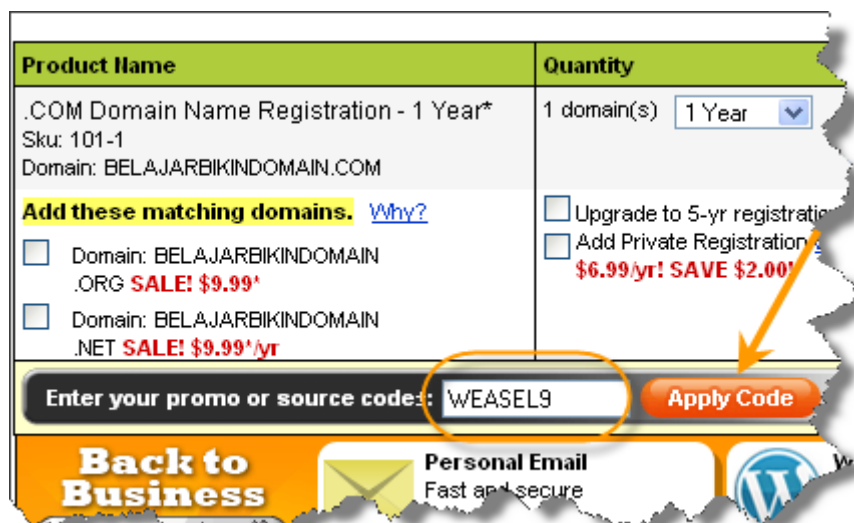 Product Name
Quantity
.COM Domain Name Registration - 1 Year*
1 domain(s)
1 Year
Sku: 101-1
Domain: BELAJARBIKINDOMAIN.COM
Add these matching domains. Why?
Domain: BELAJARBIKINDOMAIN
.ORG SALE! $9.99*
Domain: BELAJARBIKINDOMAIN
.NET SALE! $9.99*/yr
Upgrade to 5-yr
Add Private Registration
$6.99/yr! SAVE $2.00!
Enter your promo or source code‡: WEASEL9
Apply Code
Back to
Business
Personal Email
Fast and secure